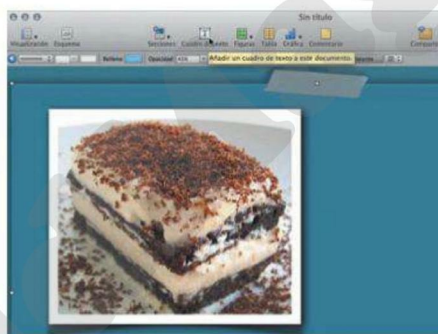 Sin título
Visualización Esquema Secciones Cuadro de texto Figuras Tabla Gráfica Comentario
Relleno Opacidad Añadir un cuadro de texto a este documento.